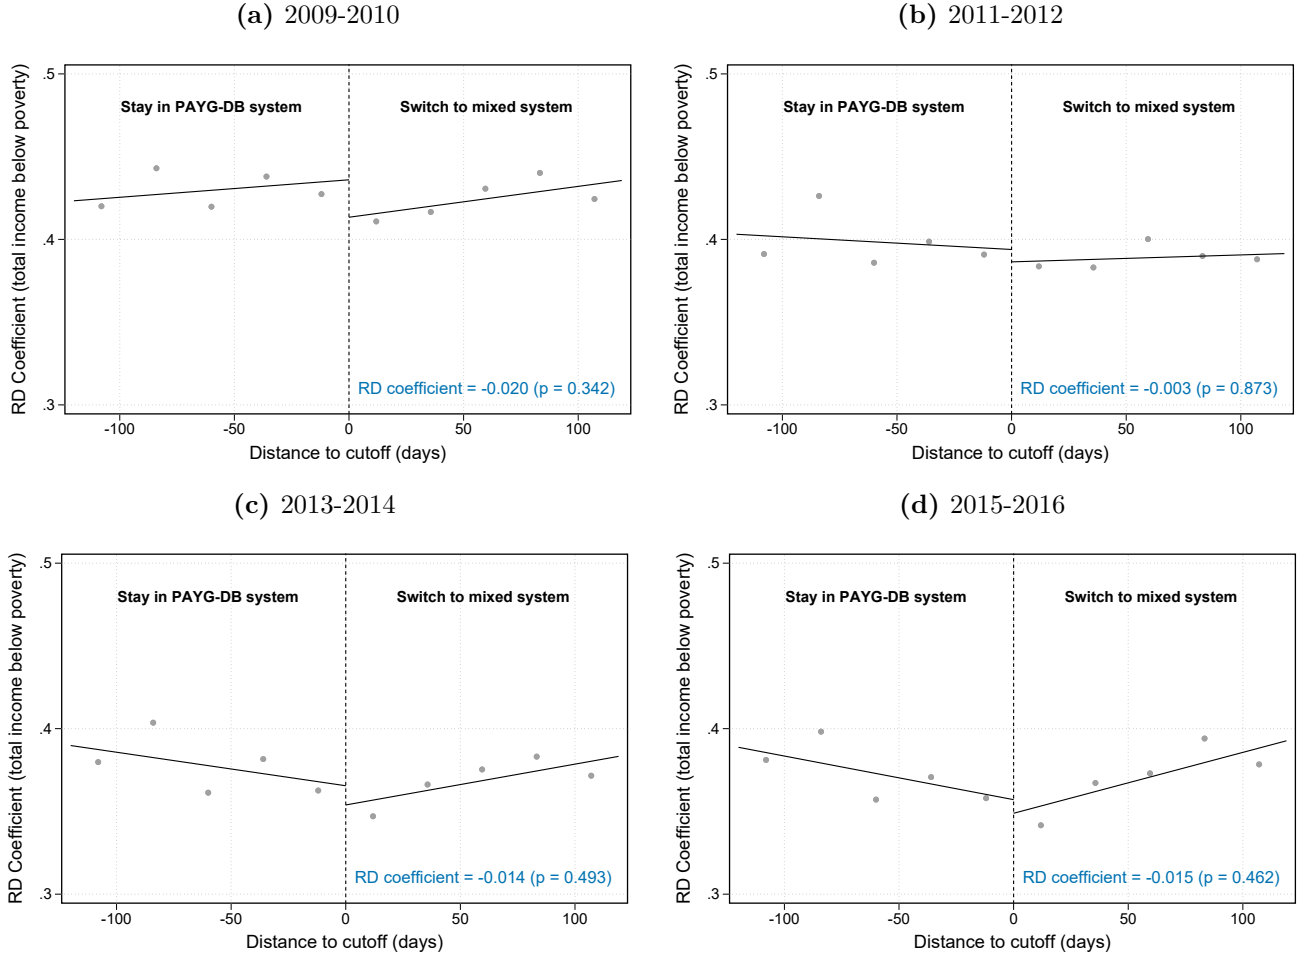 (a) 2009-2010
RD Coefficient (total income below poverty)
.5
.4
.3
Stay in PAYG-DB system
Switch to mixed system
RD coefficient = -0.020 (p = 0.342)
-100 -50 0 50 100
Distance to cutoff (days)
(b) 2011-2012
RD Coefficient (total income below poverty)
.5
.4
.3
Stay in PAYG-DB system
Switch to mixed system
RD coefficient = -0.003 (p = 0.873)
-100 -50 0 50 100
Distance to cutoff (days)
(c) 2013-2014
RD Coefficient (total income below poverty)
.5
.4
.3
Stay in PAYG-DB system
Switch to mixed system
RD coefficient = -0.014 (p = 0.493)
-100 -50 0 50 100
Distance to cutoff (days)
(d) 2015-2016
RD Coefficient (total income below poverty)
.5
.4
.3
Stay in PAYG-DB system
Switch to mixed system
RD coefficient = -0.015 (p = 0.462)
-100 -50 0 50 100
Distance to cutoff (days)